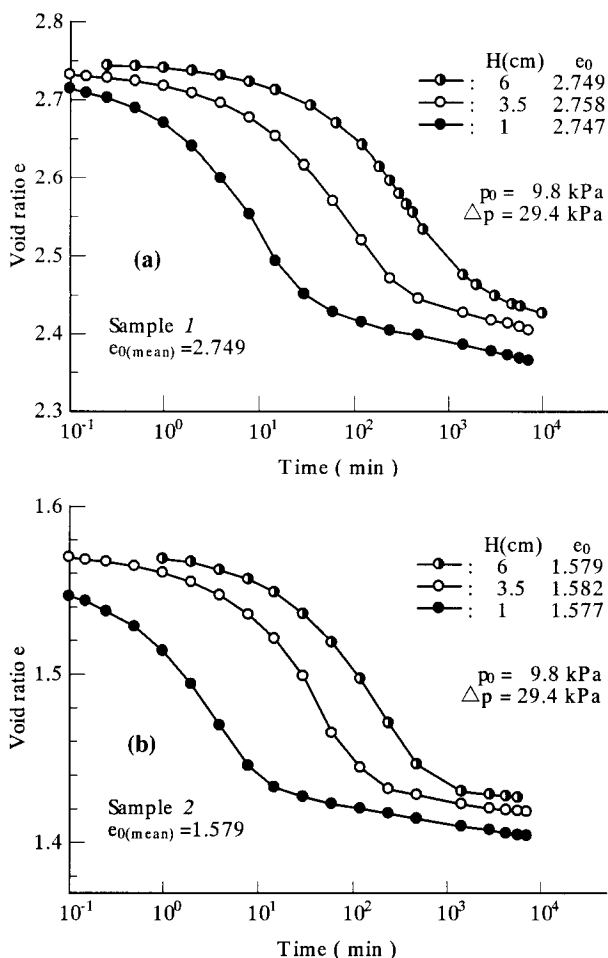 2.8
2.7
2.6
2.5
2.4
2.3
Void ratio e
H(cm) e₀
: 6 2.749
: 3.5 2.758
: 1 2.747
p₀ = 9.8 kPa
△p = 29.4 kPa
(a)
Sample 1
e₀(mean) =2.749
10⁻¹ 10⁰ 10¹ 10² 10³ 10⁴
Time ( min )
1.6
1.5
1.4
Void ratio e
H(cm) e₀
: 6 1.579
: 3.5 1.582
: 1 1.577
p₀ = 9.8 kPa
△p = 29.4 kPa
(b)
Sample 2
e₀(mean)=1.579
10⁻¹ 10⁰ 10¹ 10² 10³ 10⁴
Time ( min )